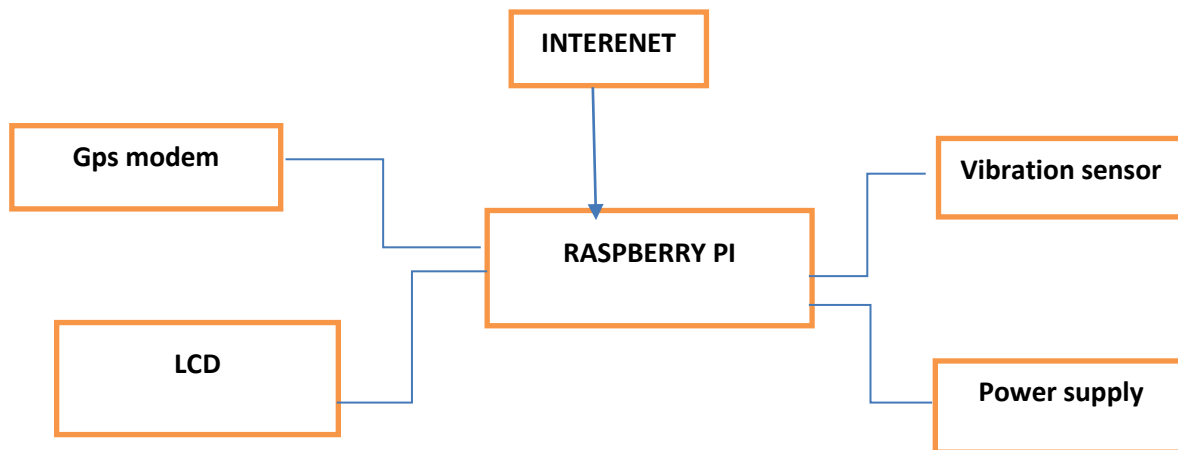 INTERENET
Gps modem
Vibration sensor
RASPBERRY PI
LCD
Power supply